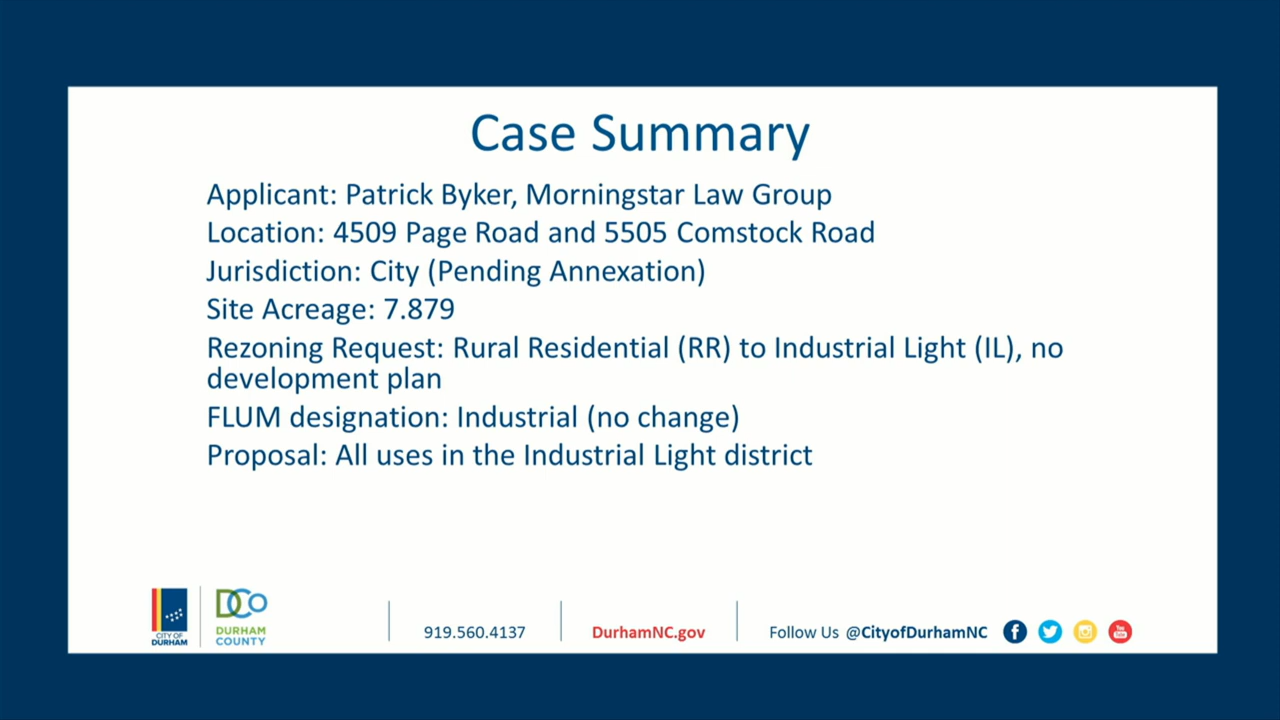 Case Summary
Applicant: Patrick Byker, Morningstar Law Group
Location: 4509 Page Road and 5505 Comstock Road
Jurisdiction: City (Pending Annexation)
Site Acreage: 7.879
Rezoning Request: Rural Residential (RR) to Industrial Light (IL), no
development plan
FLUM designation: Industrial (no change)
Proposal: All uses in the Industrial Light district
CITY OF
DURHAM
DCo
DURHAM
COUNTY
919.560.4137
DurhamNC.gov
Follow Us @CityofDurhamNC
You
Tube